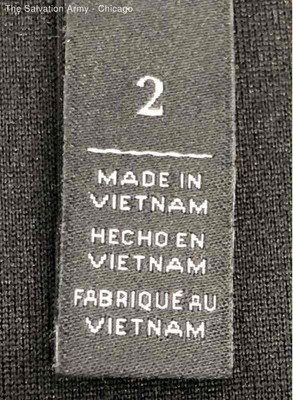 The Salvation Army - Chicago
2
MADE IN
VIETNAM
HECHO EN
VIETNAM
FABRIQUÉ AU
VIETNAM